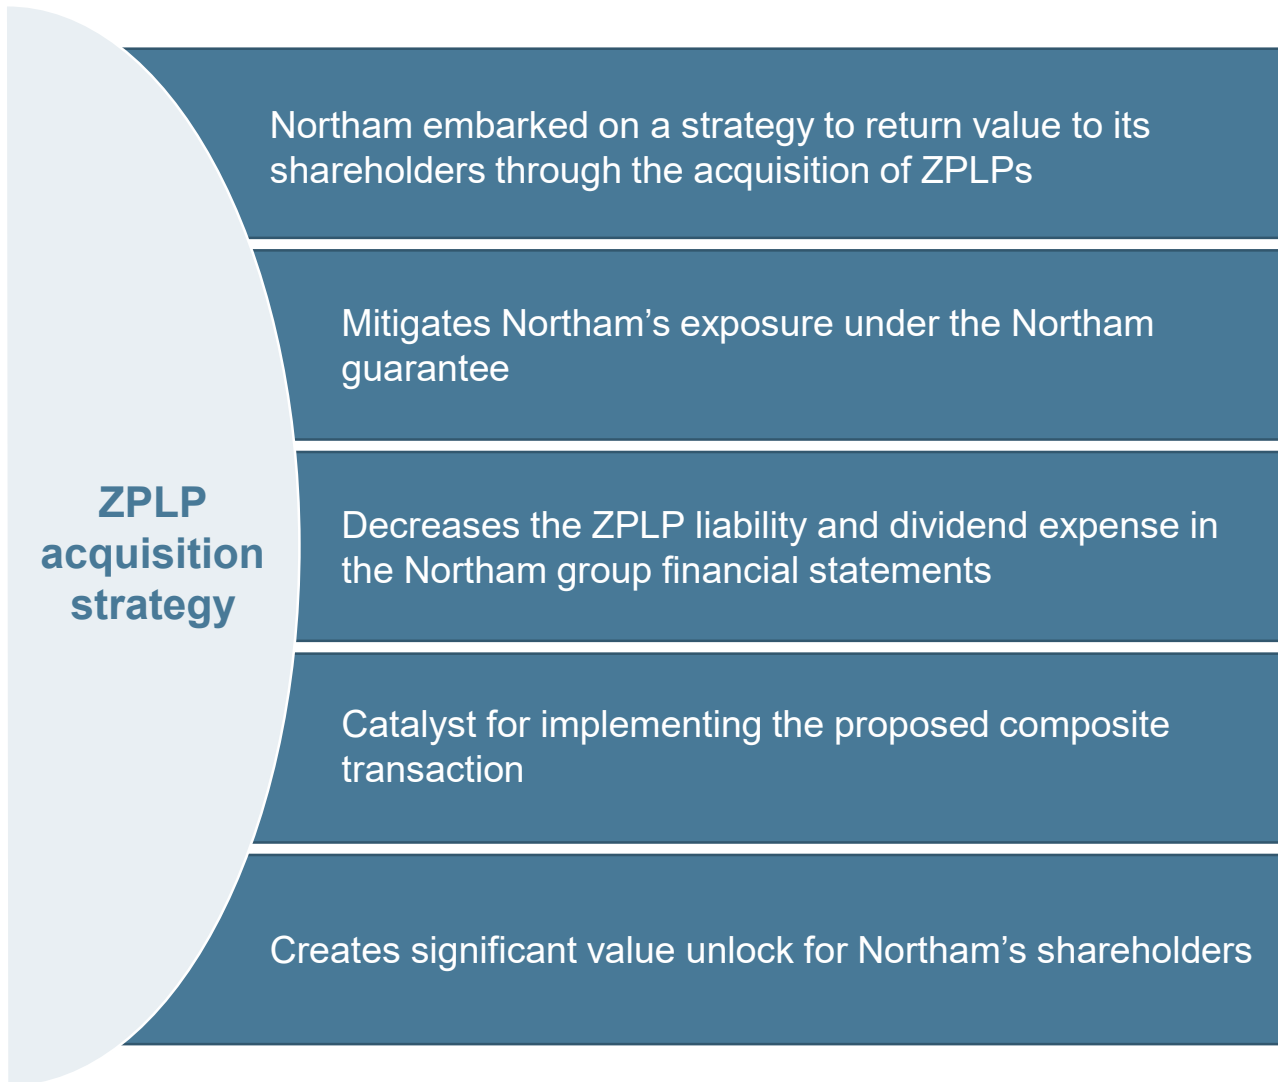 ZPLP
acquisition
strategy
Northam embarked on a strategy to return value to its
shareholders through the acquisition of ZPLPs
Mitigates Northam’s exposure under the Northam
guarantee
Decreases the ZPLP liability and dividend expense in
the Northam group financial statements
Catalyst for implementing the proposed composite
transaction
Creates significant value unlock for Northam’s shareholders